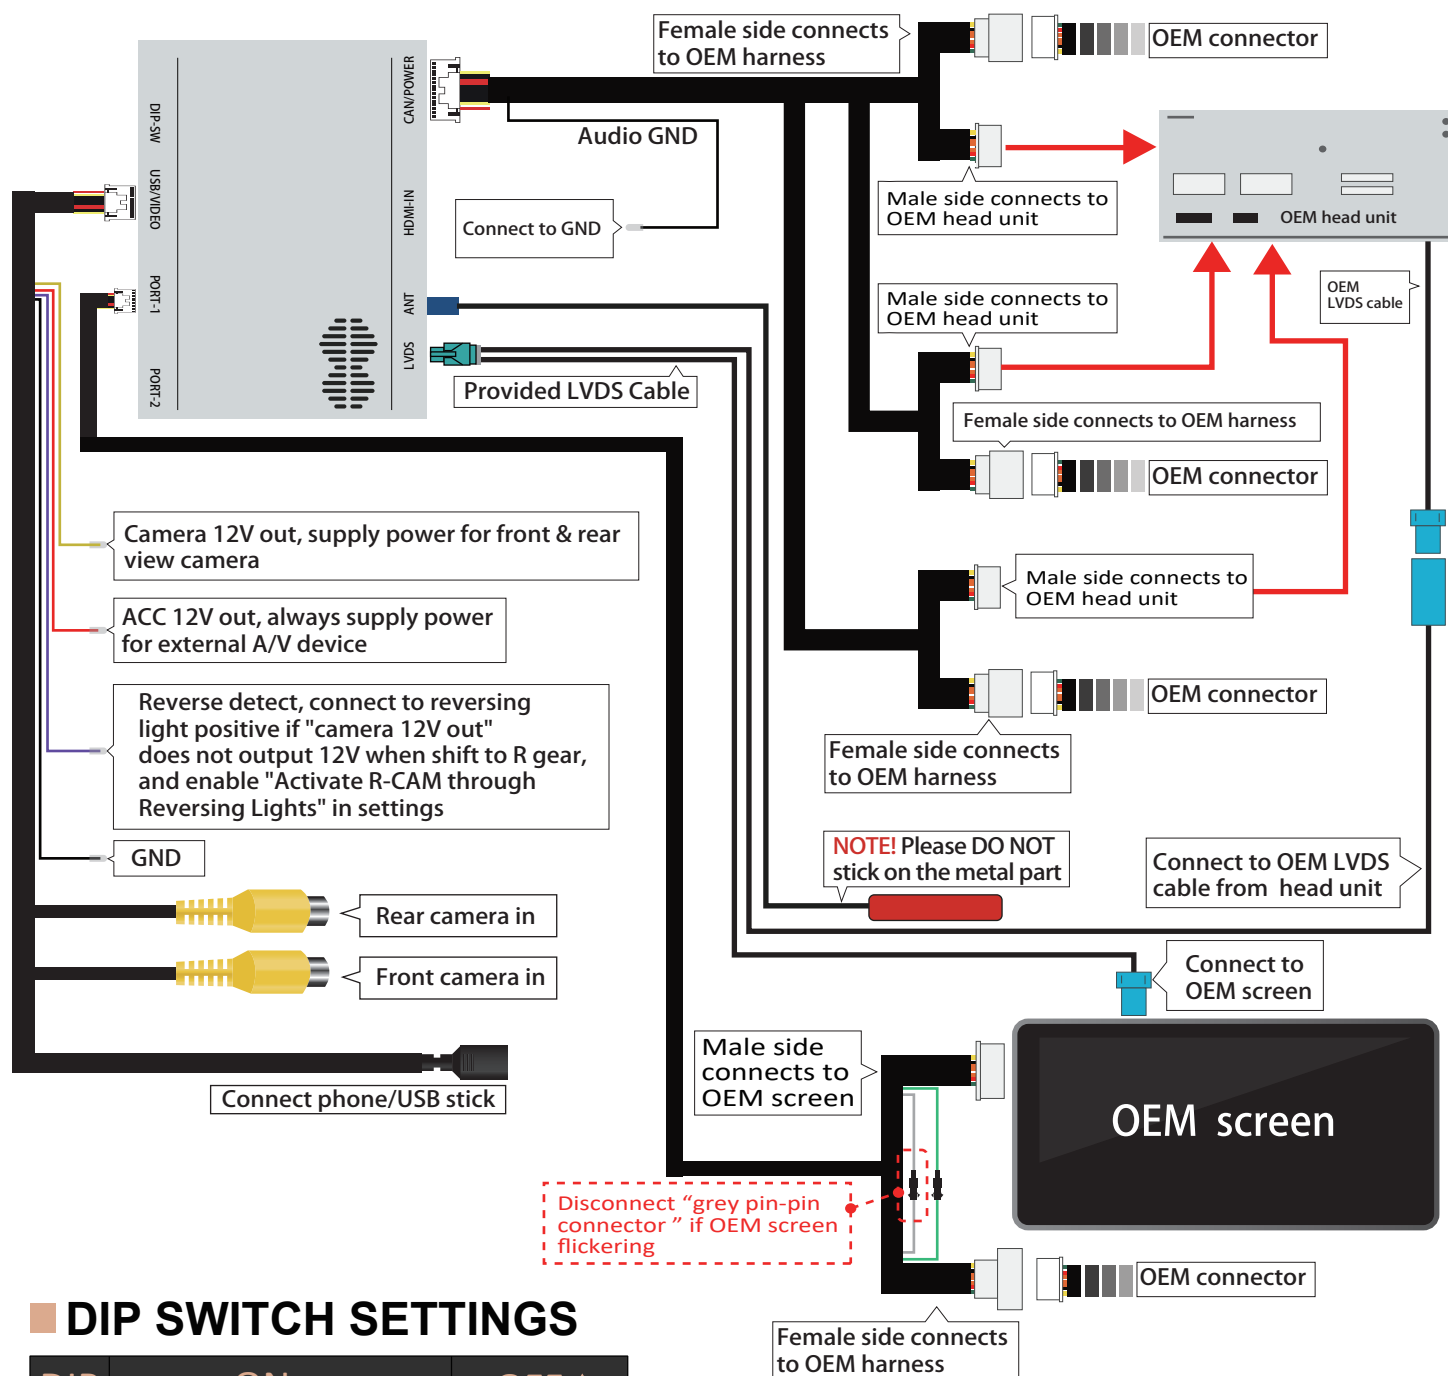 Female side connects
to OEM harness
OEM connector
CAN/POWER
DIP-SW
Audio GND
USB/VIDEO
HDMI-IN
Connect to GND
Male side connects to
OEM head unit
OEM head unit
PORT-1
ANT
Male side connects to
OEM head unit
OEM
LVDS cable
PORT-2
LVDS
Provided LVDS Cable
Female side connects to OEM harness
OEM connector
Camera 12V out, supply power for front & rear
view camera
Male side connects to
OEM head unit
ACC 12V out, always supply power
for external A/V device
OEM connector
Reverse detect, connect to reversing
light positive if "camera 12V out"
does not output 12V when shift to R gear,
and enable "Activate R-CAM through
Reversing Lights" in settings
Female side connects
to OEM harness
GND
NOTE! Please DO NOT
stick on the metal part
Connect to OEM LVDS
cable from head unit
Rear camera in
Front camera in
Connect to
OEM screen
Male side
connects to
OEM screen
Connect phone/USB stick
OEM screen
Disconnect “grey pin-pin
connector ” if OEM screen
flickering
OEM connector
Female side connects
to OEM harness
DIP SWITCH SETTINGS